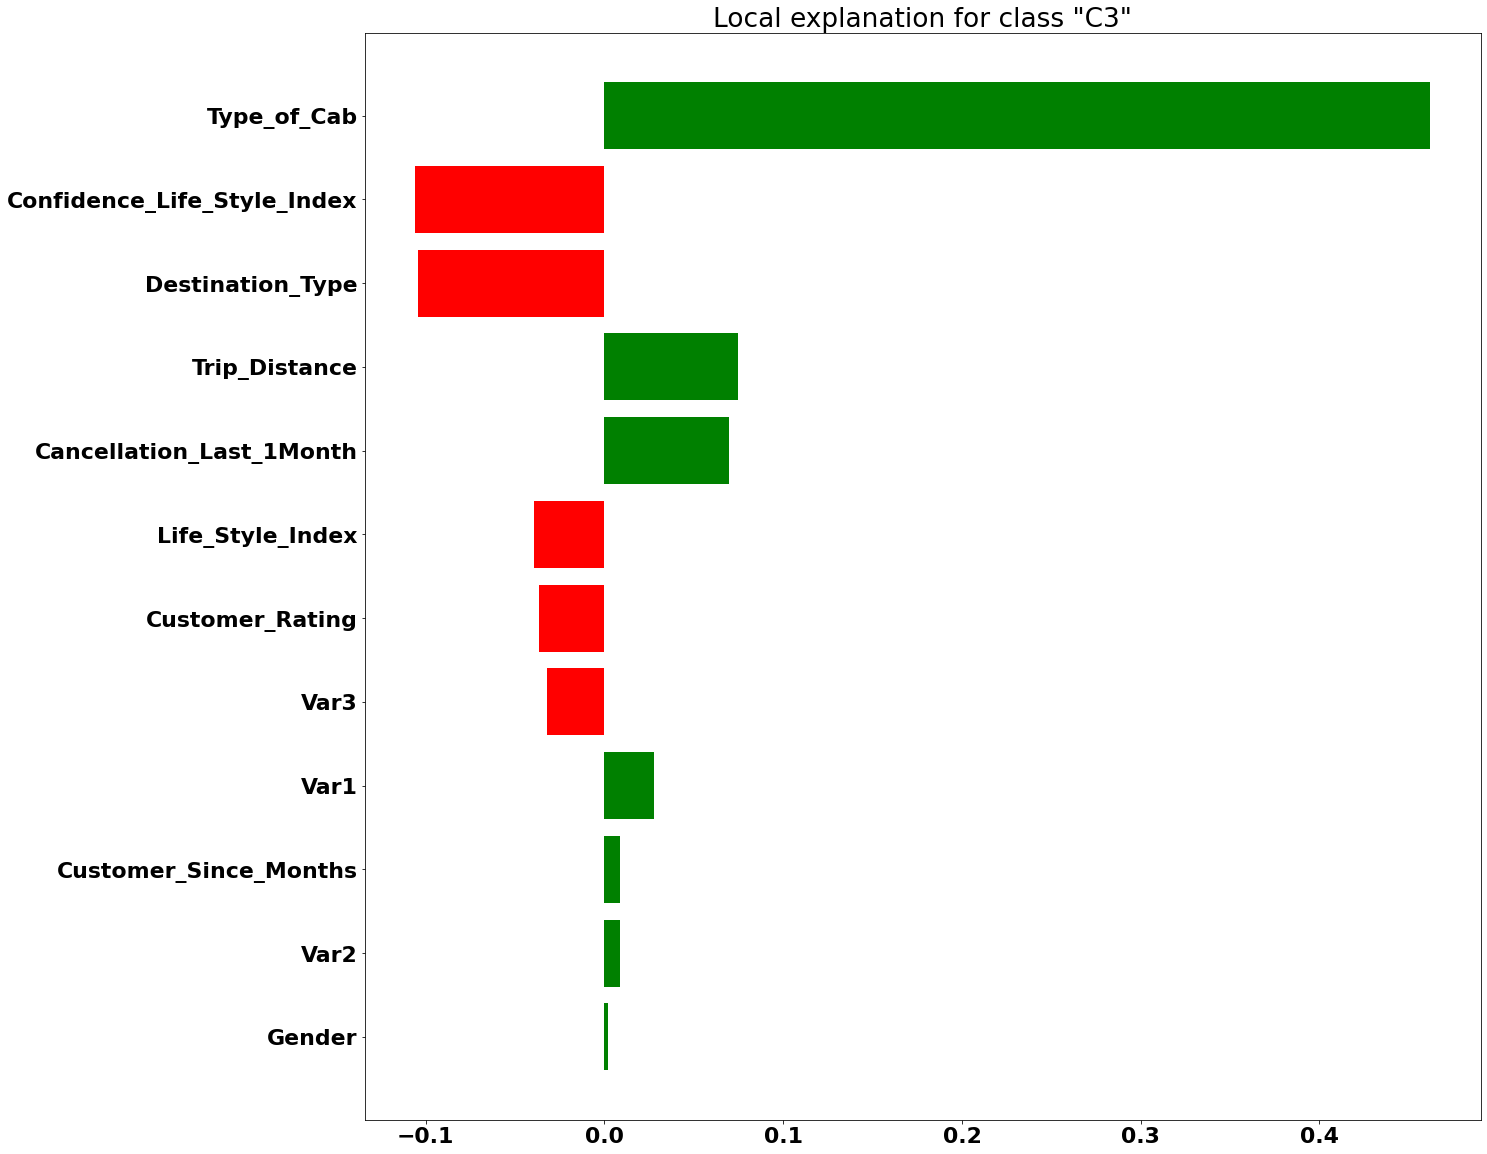 Local explanation for class "C3"
Type_of_Cab
Confidence_Life_Style_Index
Destination_Type
Trip_Distance
Cancellation_Last_1Month
Life_Style_Index
Customer_Rating
Var3
Var1
Customer_Since_Months
Var2
Gender
−0.1 0.0 0.1 0.2 0.3 0.4